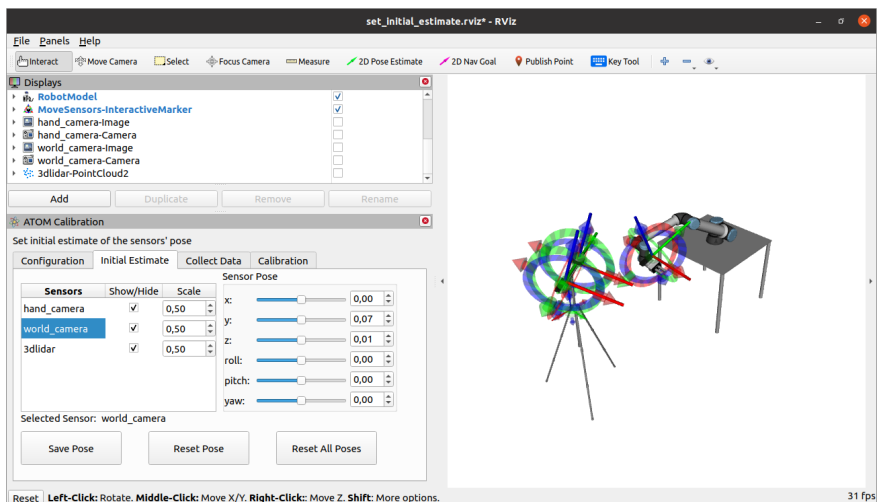 set_initial_estimate.rviz* - RViz
File Panels Help
Interact Move Camera Select Focus Camera Measure 2D Pose Estimate 2D Nav Goal Publish Point Key Tool
Displays
RobotModel
MoveSensors-InteractiveMarker
hand_camera-Image
hand_camera-Camera
world_camera-Image
world_camera-Camera
3dlidar-PointCloud2
Add Duplicate Remove Rename
ATOM Calibration
Set initial estimate of the sensors' pose
Configuration Initial Estimate Collect Data Calibration
Sensor Pose
Sensors Show/Hide Scale
hand_camera 0,50
world_camera 0,50
3dlidar 0,50
x: 0,00
y: 0,07
z: 0,01
roll: 0,00
pitch: 0,00
yaw: 0,00
Selected Sensor: world_camera
Save Pose Reset Pose Reset All Poses
Reset Left-Click: Rotate. Middle-Click: Move X/Y. Right-Click:: Move Z. Shift: More options. 31 fps